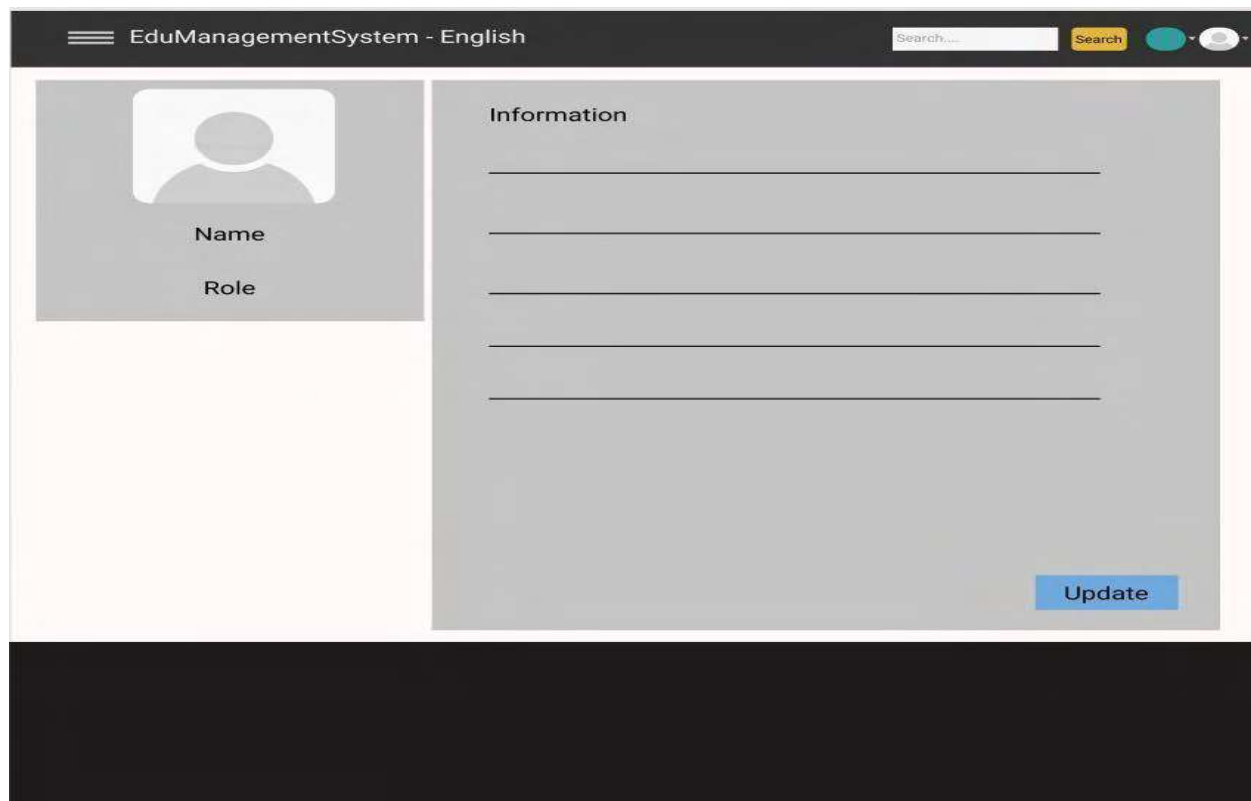 EduManagementSystem - English
Search....
Search
Name
Role
Information
Update